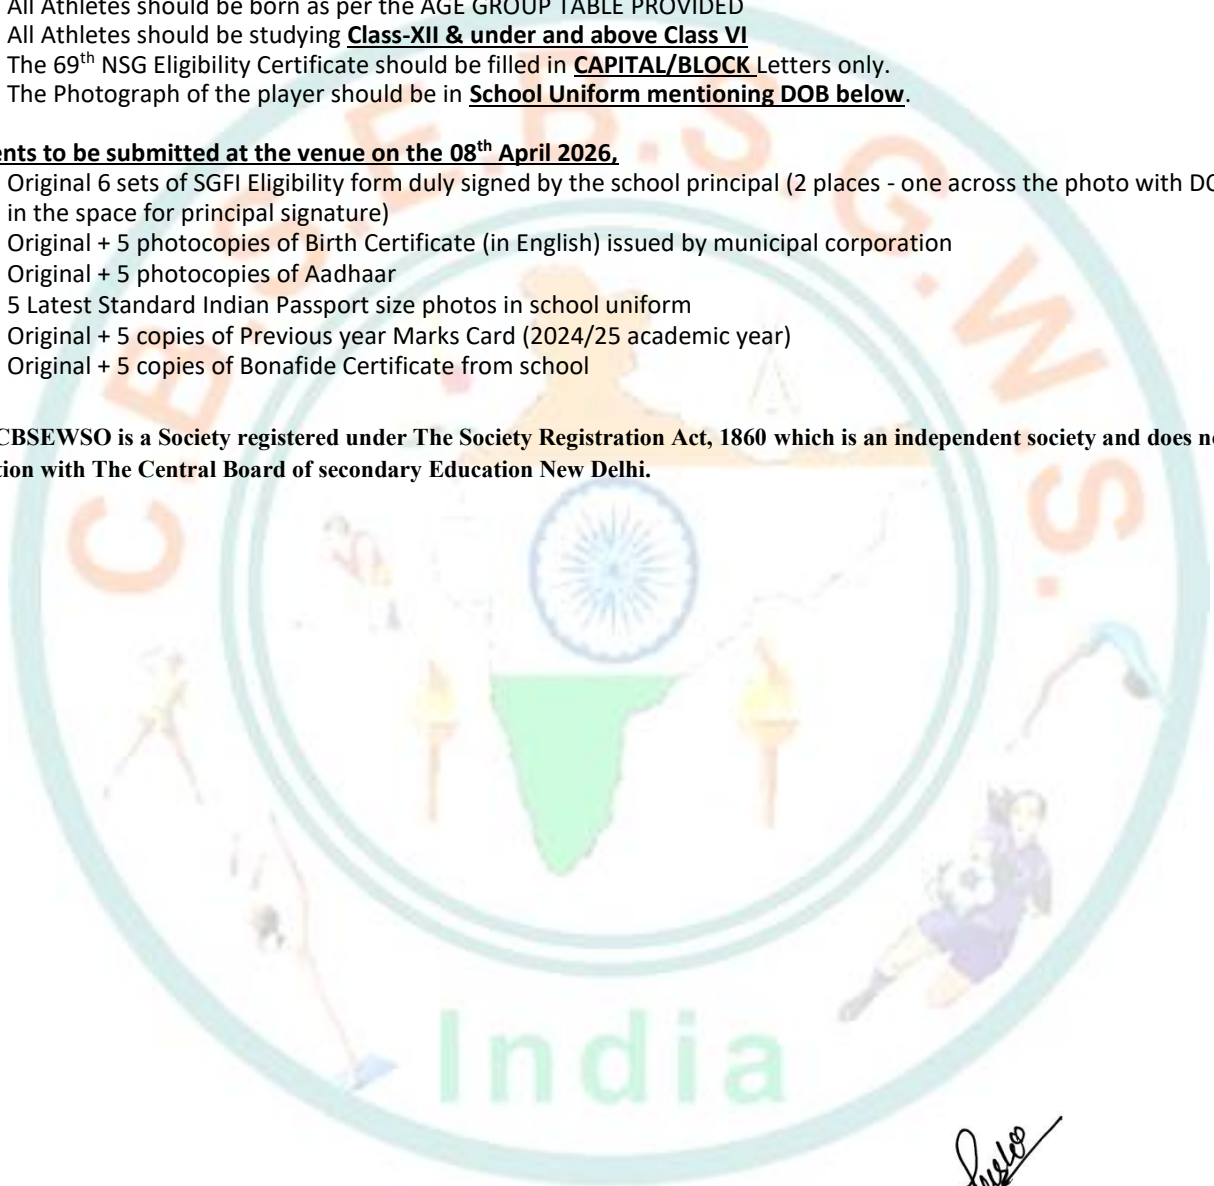 All Athletes should be born as per the AGE GROUP TABLE PROVIDED
All Athletes should be studying Class-XII & under and above Class VI
The 69th NSG Eligibility Certificate should be filled in CAPITAL/BLOCK Letters only.
The Photograph of the player should be in School Uniform mentioning DOB below.
ents to be submitted at the venue on the 08th April 2026,
Original 6 sets of SGFI Eligibility form duly signed by the school principal (2 places - one across the photo with DO
in the space for principal signature)
Original + 5 photocopies of Birth Certificate (in English) issued by municipal corporation
Original + 5 photocopies of Aadhaar
5 Latest Standard Indian Passport size photos in school uniform
Original + 5 copies of Previous year Marks Card (2024/25 academic year)
Original + 5 copies of Bonafide Certificate from school
CBSEWSO is a Society registered under The Society Registration Act, 1860 which is an independent society and does no
tion with The Central Board of secondary Education New Delhi.
C.B.S.E.B.S.G.W.S.
India